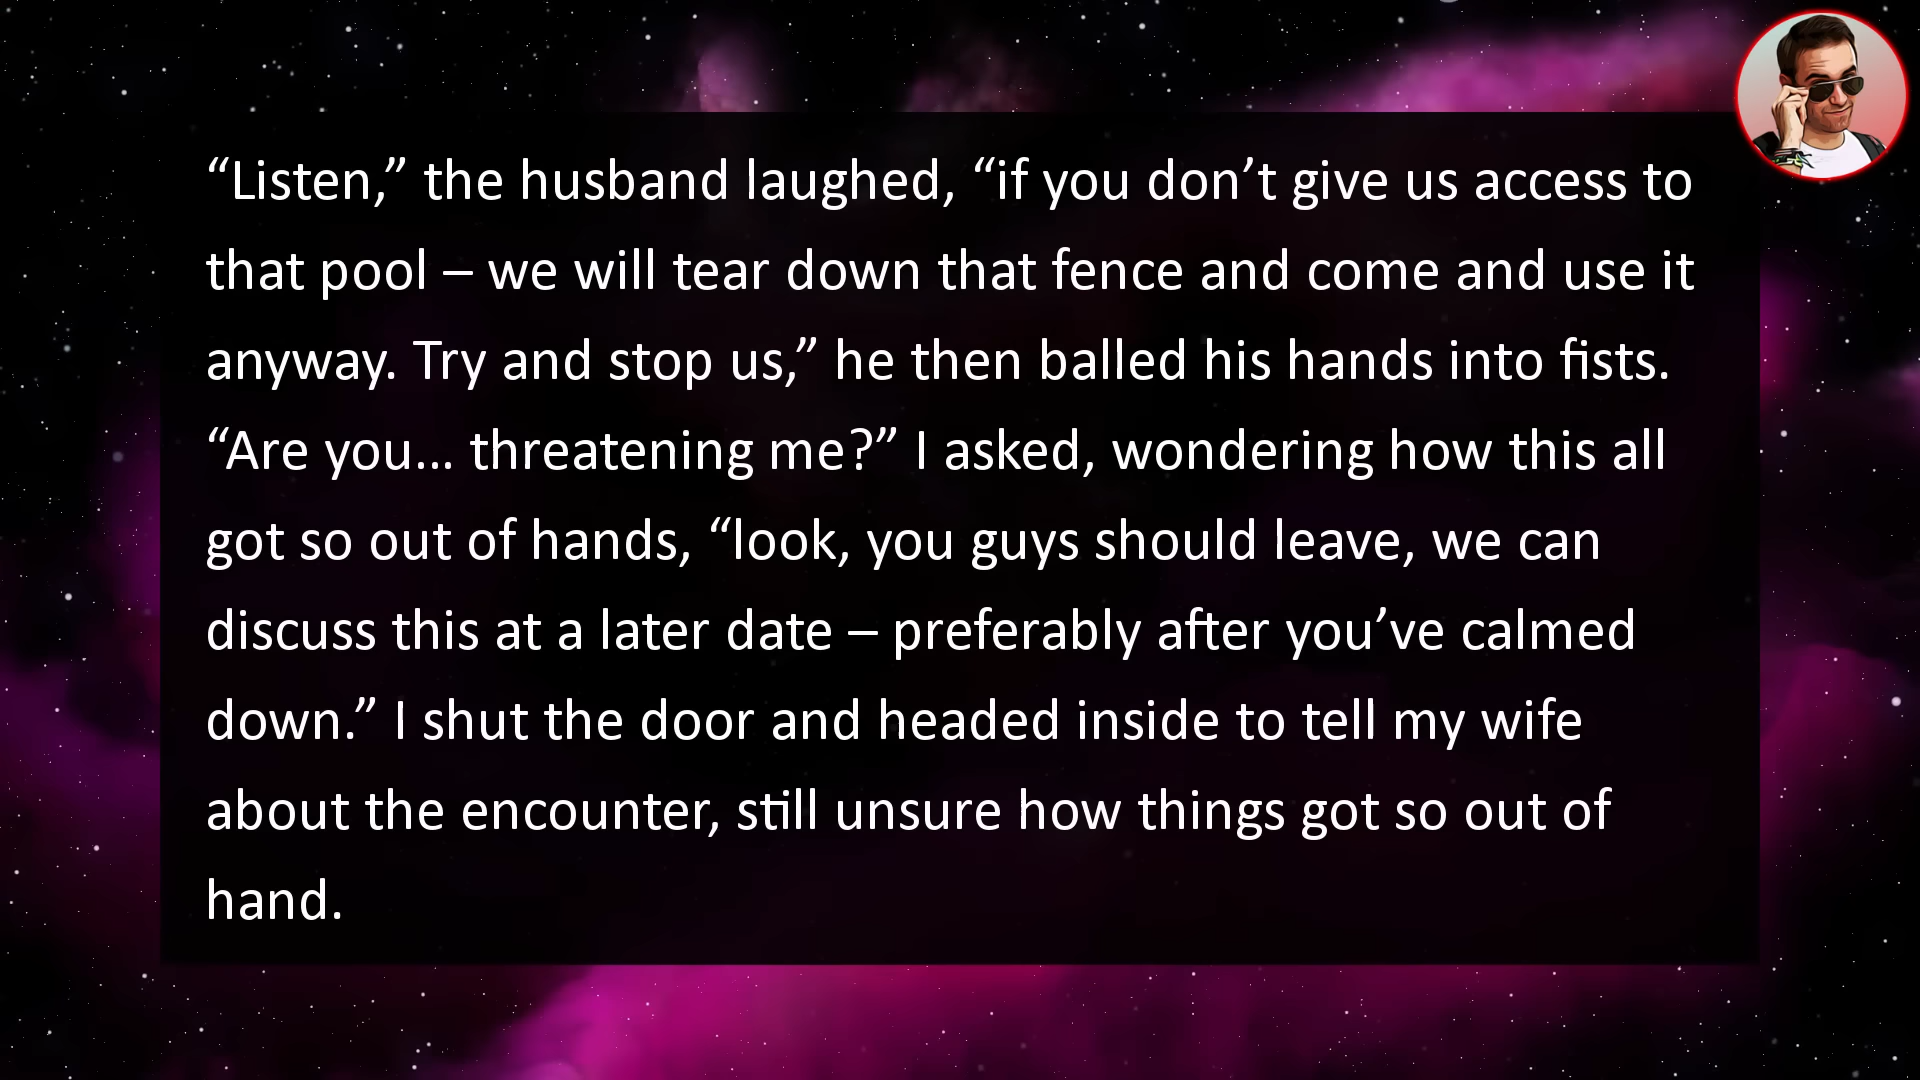 “Listen,” the husband laughed, “if you don’t give us access to
that pool – we will tear down that fence and come and use it
anyway. Try and stop us,” he then balled his hands into fists.
“Are you... threatening me?” I asked, wondering how this all
got so out of hands, “look, you guys should leave, we can
discuss this at a later date – preferably after you’ve calmed
down.” I shut the door and headed inside to tell my wife
about the encounter, still unsure how things got so out of
hand.